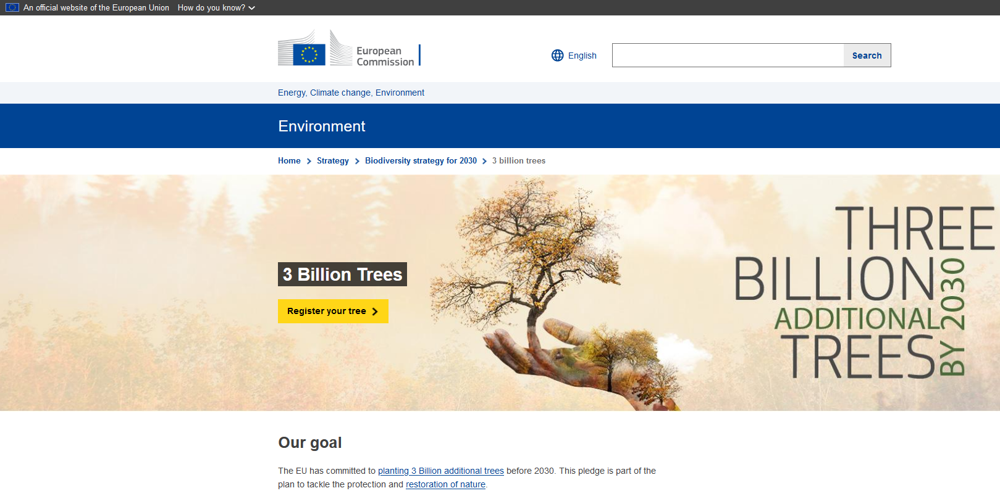 An official website of the European Union How do you know?
European
Commission
English
Search
Energy, Climate change, Environment
Environment
Home
Strategy
Biodiversity strategy for 2030
3 billion trees
3 Billion Trees
Register your tree
THREE
BILLION
ADDITIONAL
TREES
BY 2030
Our goal
The EU has committed to planting 3 Billion additional trees before 2030. This pledge is part of the
plan to tackle the protection and restoration of nature.